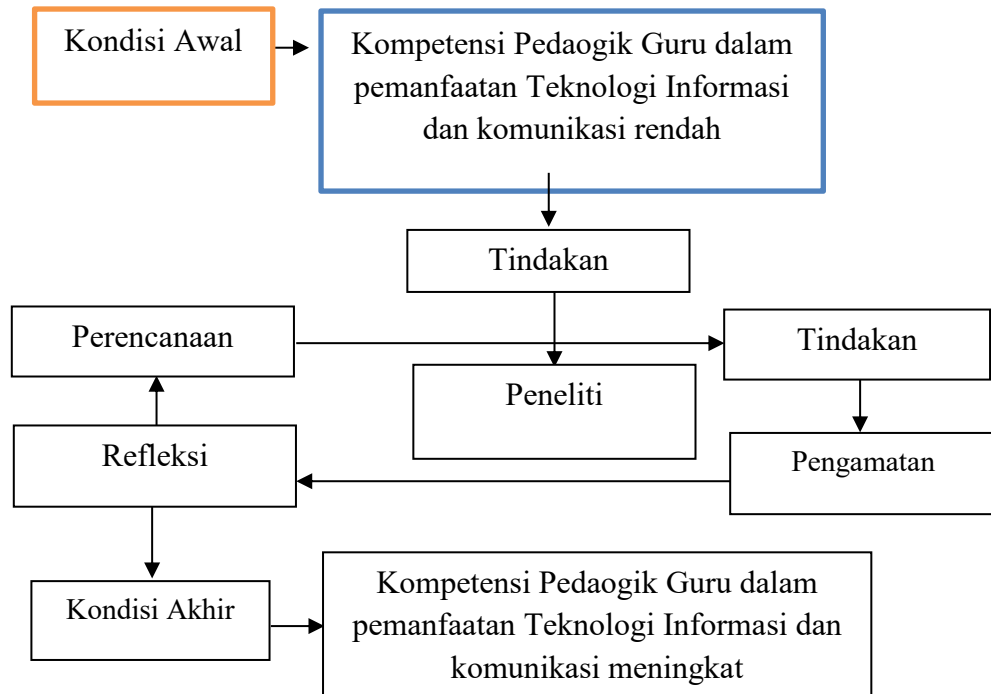 Kondisi Awal
Kompetensi Pedaogik Guru dalam
pemanfaatan Teknologi Informasi
dan komunikasi rendah
Tindakan
Perencanaan
Tindakan
Peneliti
Refleksi
Pengamatan
Kondisi Akhir
Kompetensi Pedaogik Guru dalam
pemanfaatan Teknologi Informasi dan
komunikasi meningkat